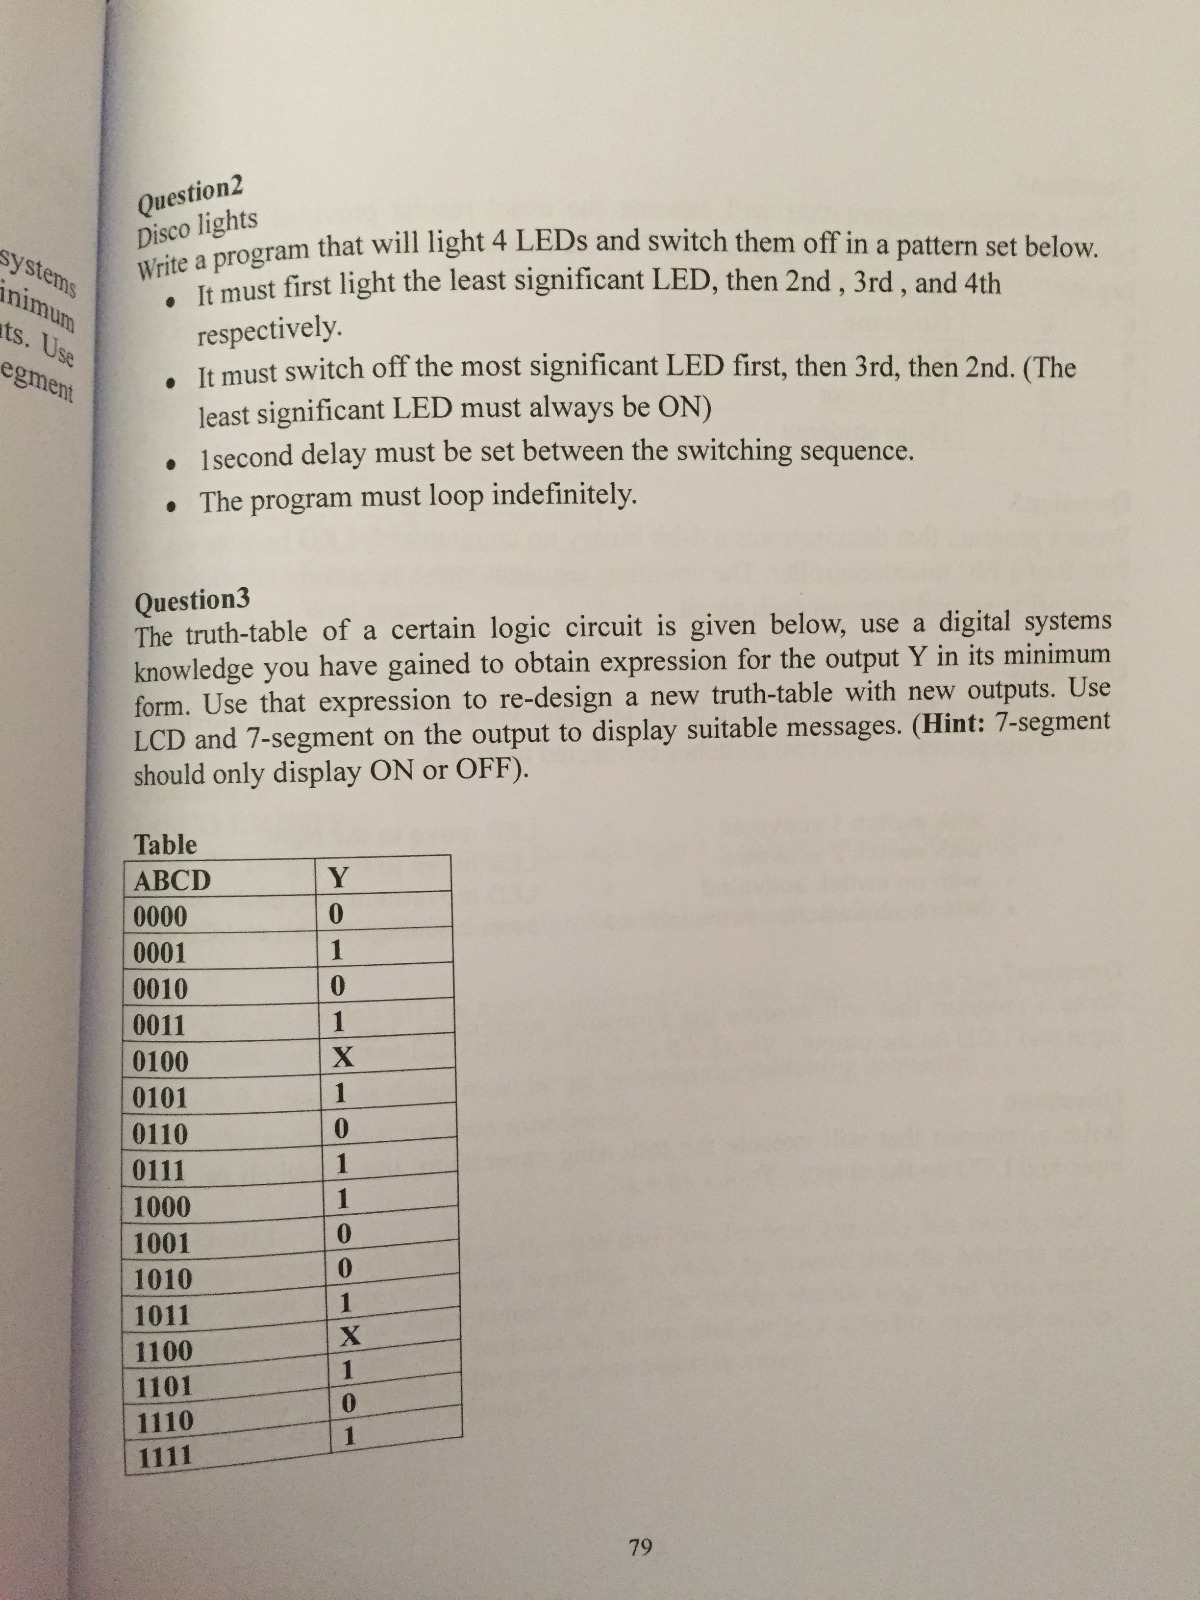 systems
inimum
ts. Use
egment
Question2
Disco lights
Write a program that will light 4 LEDs and switch them off in a pattern set below.
• It must first light the least significant LED, then 2nd , 3rd , and 4th
respectively.
• It must switch off the most significant LED first, then 3rd, then 2nd. (The
least significant LED must always be ON)
• 1second delay must be set between the switching sequence.
• The program must loop indefinitely.
Question3
The truth-table of a certain logic circuit is given below, use a digital systems
knowledge you have gained to obtain expression for the output Y in its minimum
form. Use that expression to re-design a new truth-table with new outputs. Use
LCD and 7-segment on the output to display suitable messages. (Hint: 7-segment
should only display ON or OFF).
Table
ABCD Y
0000 0
0001 1
0010 0
0011 1
0100 X
0101 1
0110 0
0111 1
1000 1
1001 0
1010 0
1011 1
1100 X
1101 1
1110 0
1111 1
79